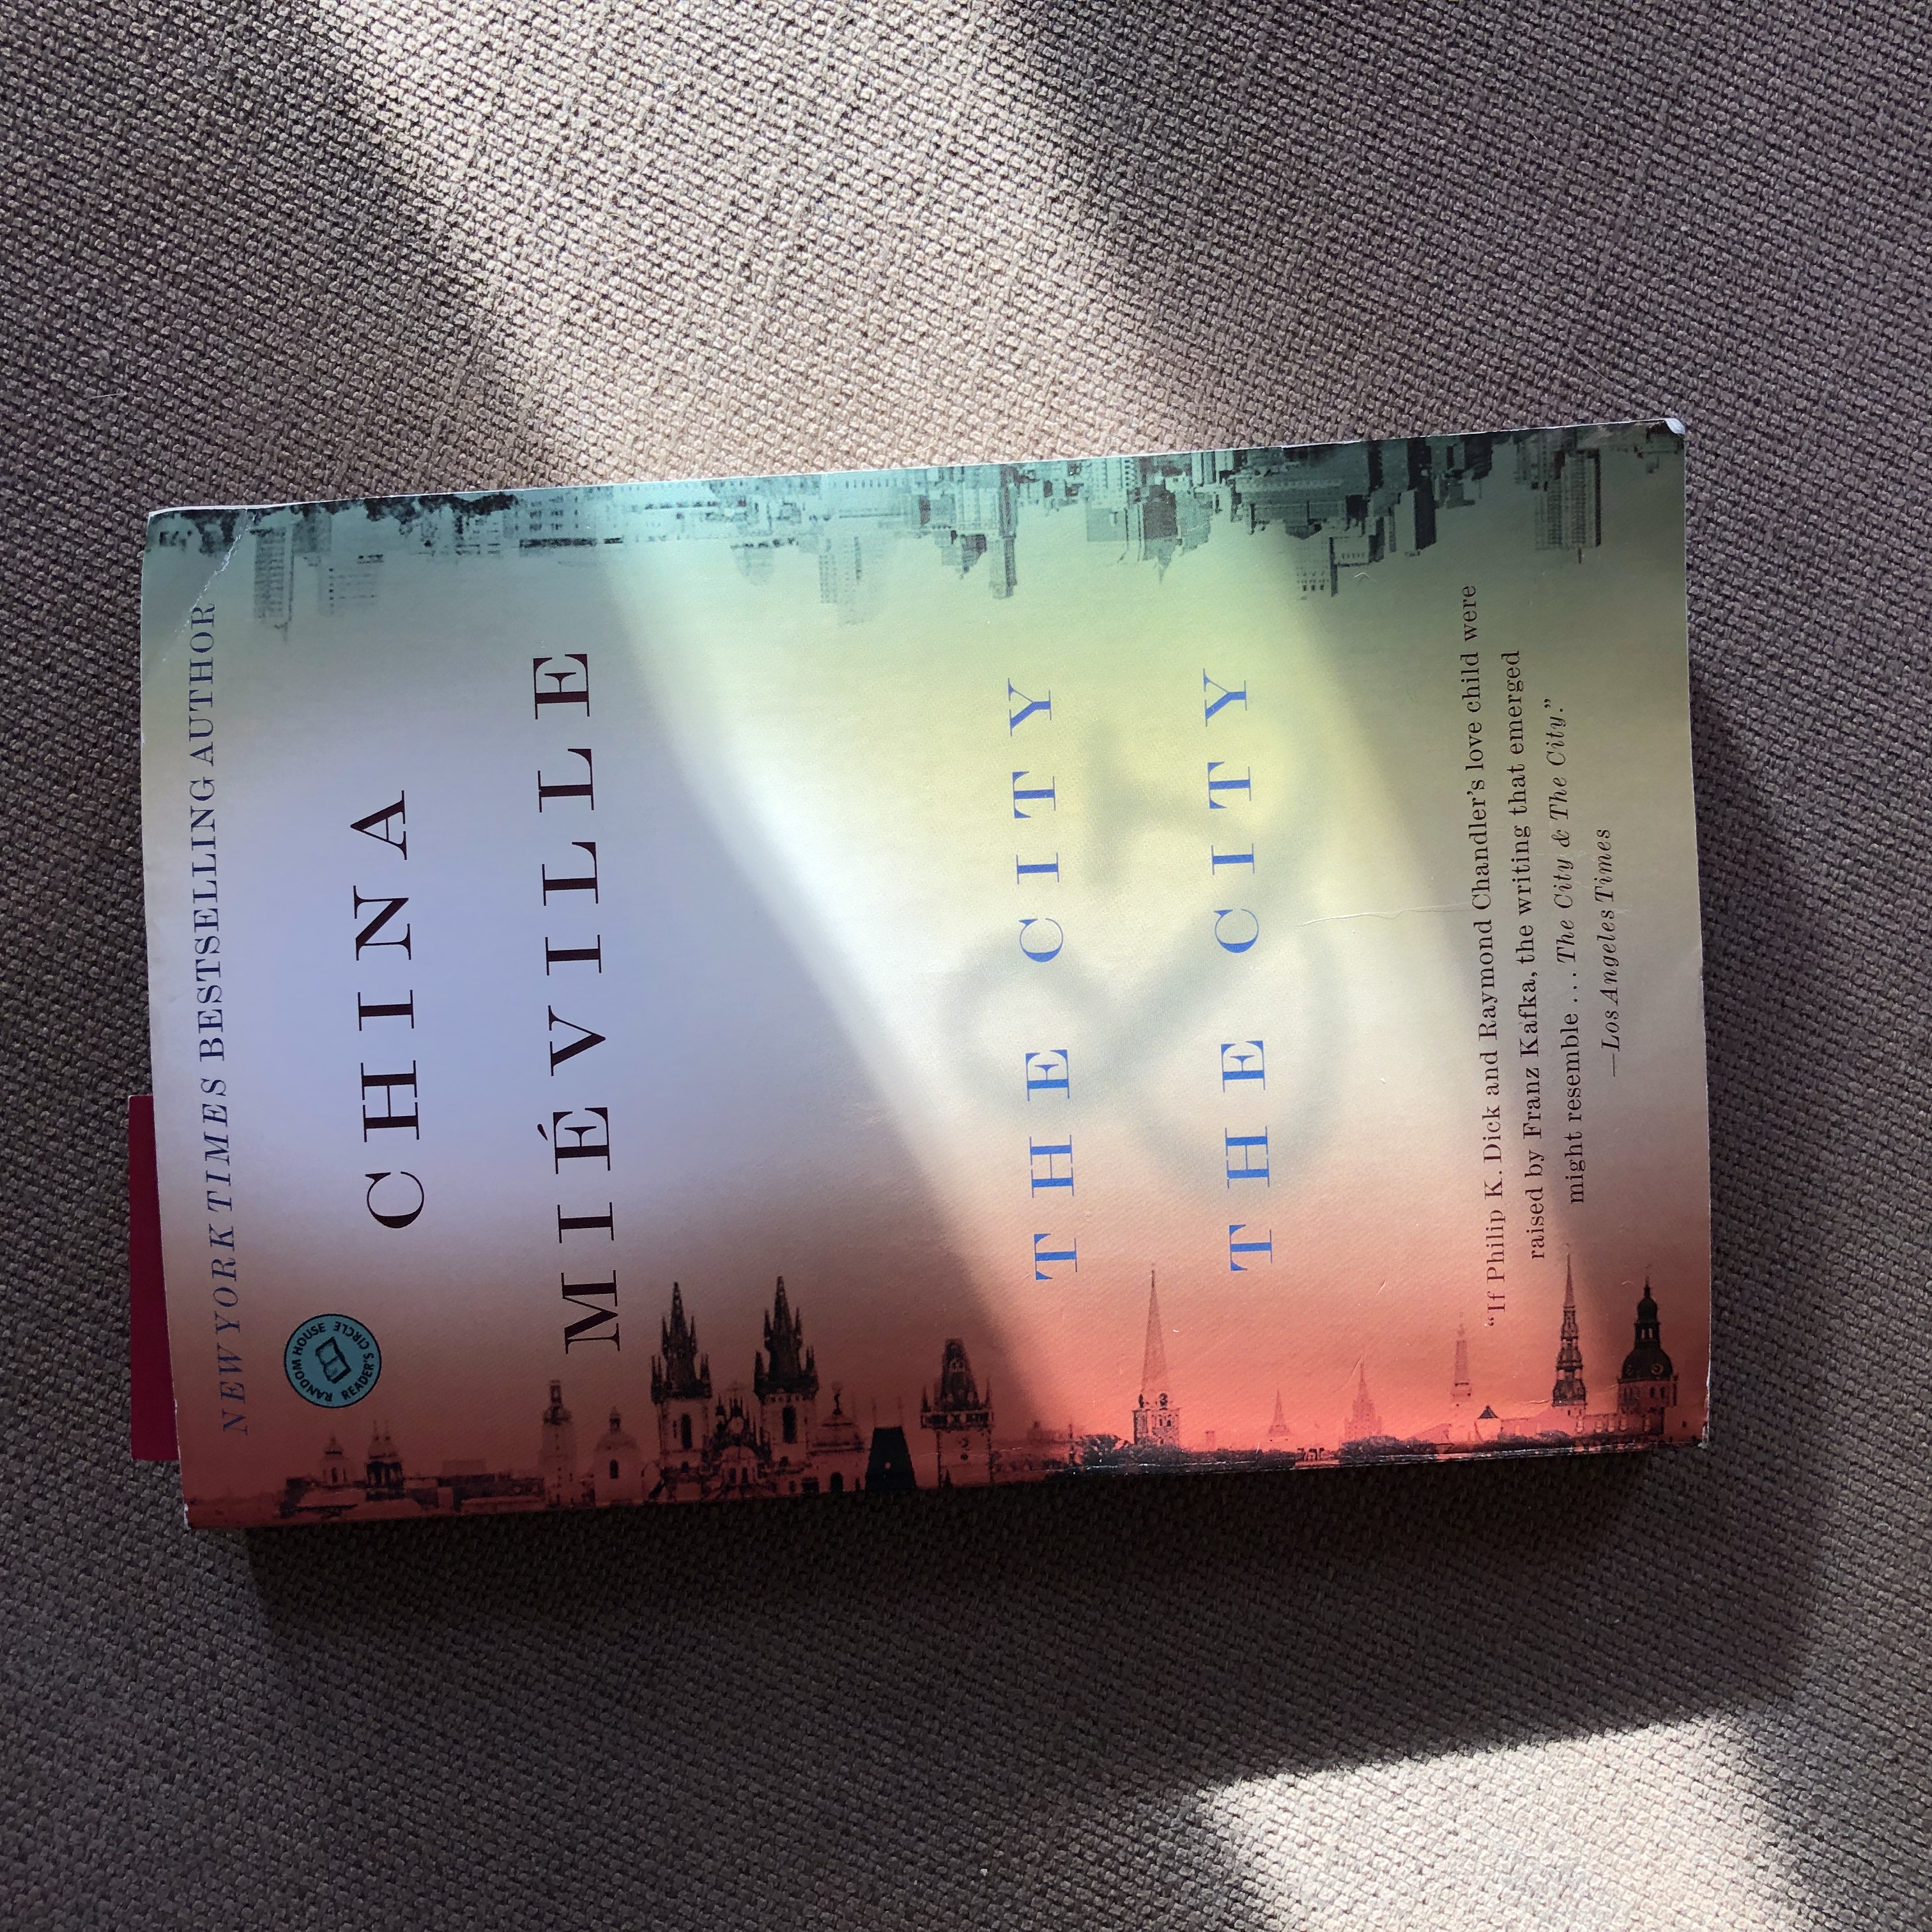 NEW YORK TIMES BESTSELLING AUTHOR
RANDOM HOUSE
READER'S CIRCLE
CHINA
MIÉVILLE
&
THE CITY
THE CITY
“If Philip K. Dick and Raymond Chandler’s love child were
raised by Franz Kafka, the writing that emerged
might resemble . . . The City & The City.”
—Los Angeles Times